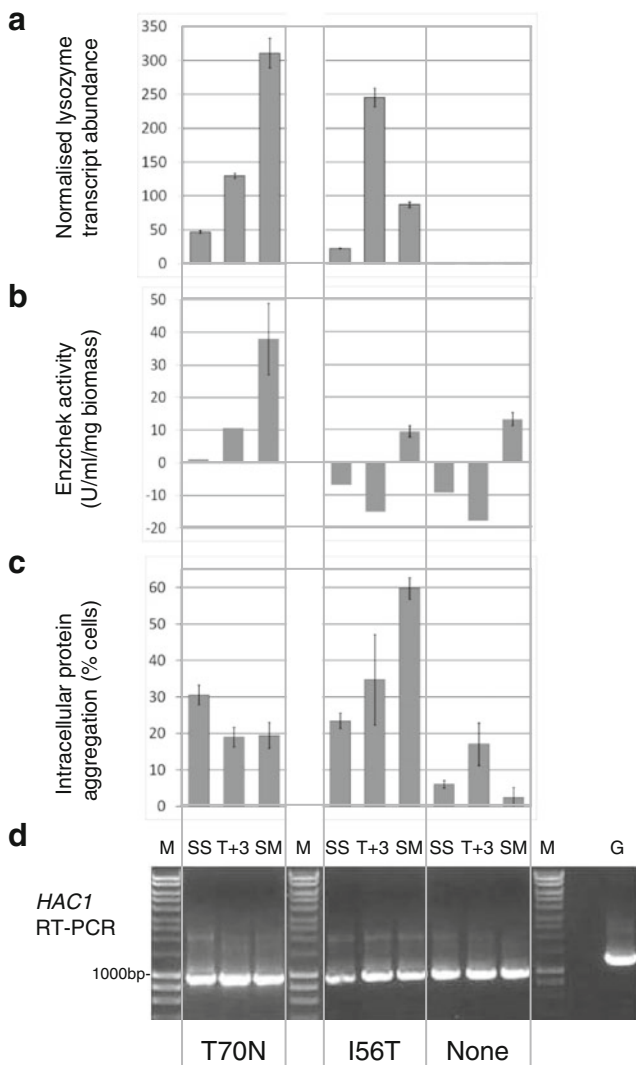 a
Normalised lysozyme
transcript abundance
350
300
250
200
150
100
50
0
b
Enzchek activity
(U/ml/mg biomass)
50
40
30
20
10
0
-10
-20
c
Intracellular protein
aggregation (% cells)
60
50
40
30
20
10
0
d
M SS T+3 SM M SS T+3 SM SS T+3 SM M G
HAC1
RT-PCR
1000bp-
T70N I56T None